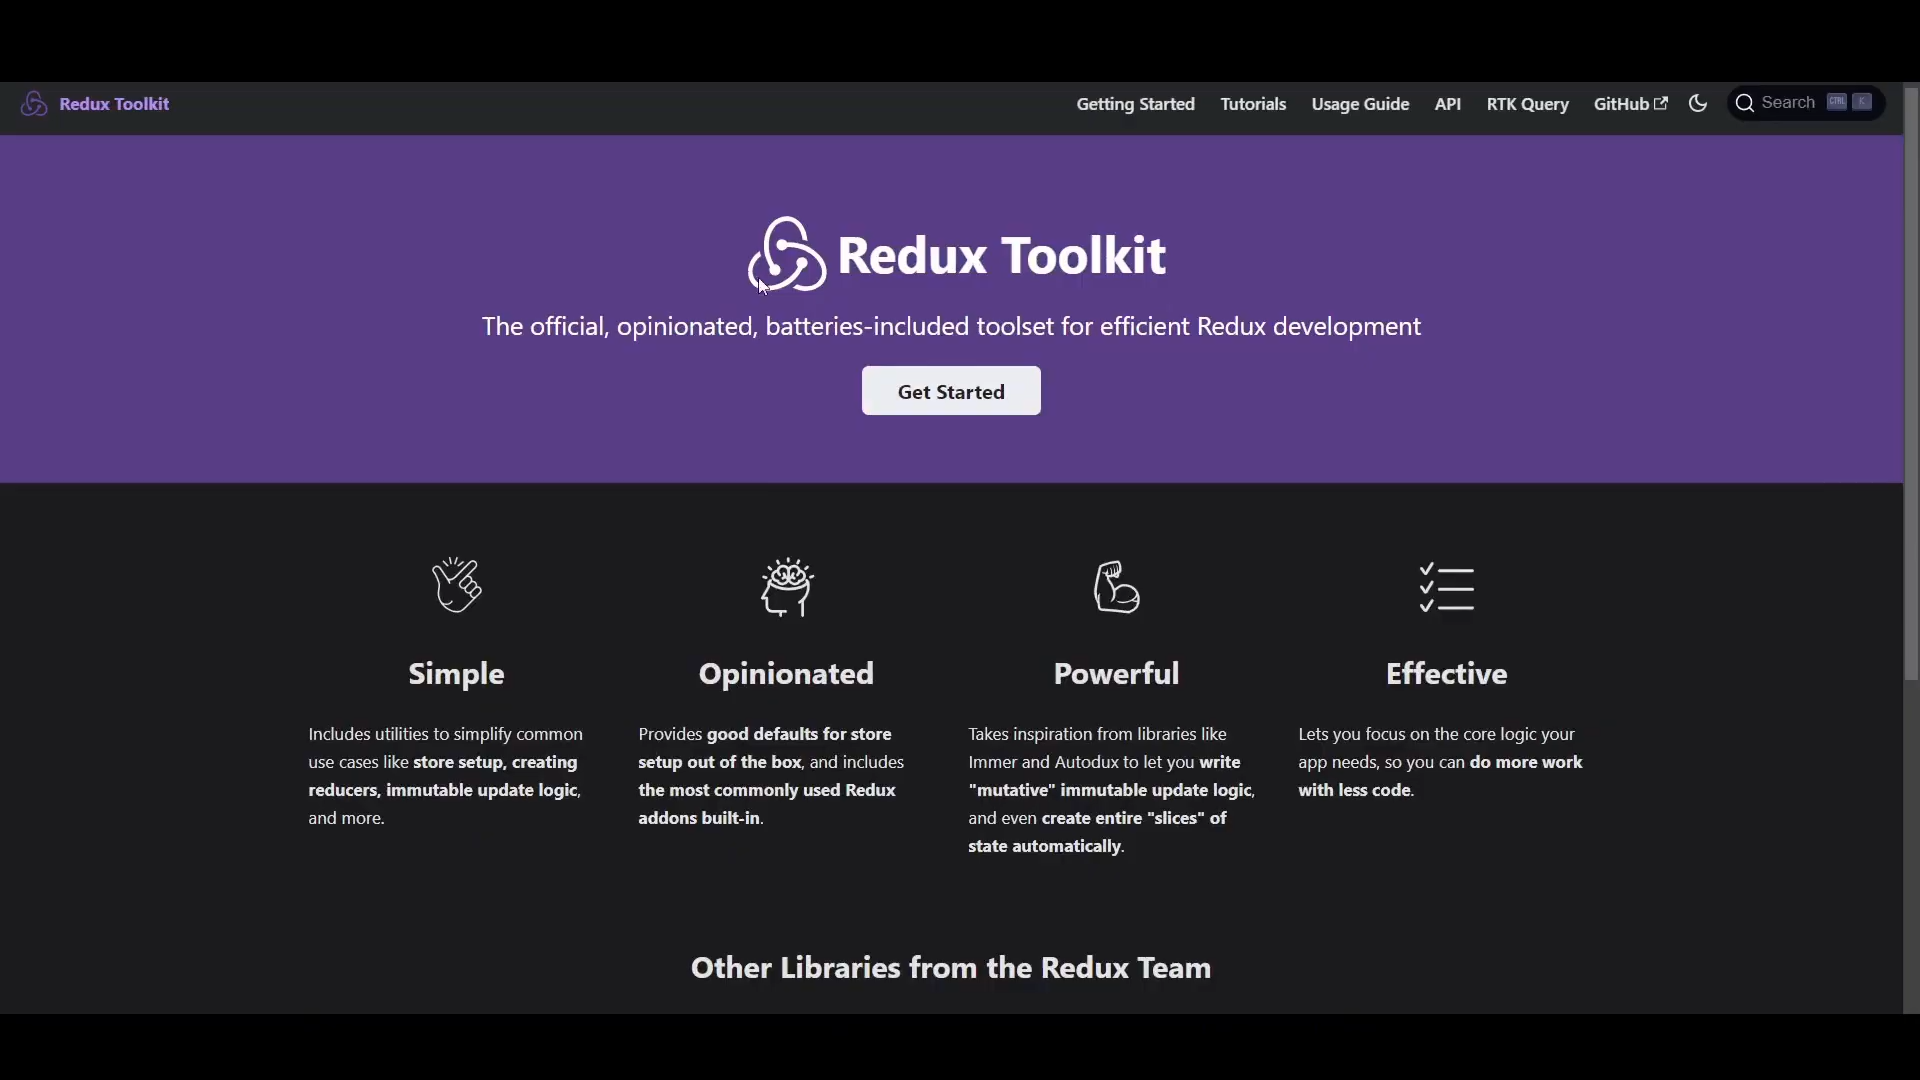 Redux Toolkit
Getting Started Tutorials Usage Guide API RTK Query GitHub Search CTRL K
Redux Toolkit
The official, opinionated, batteries-included toolset for efficient Redux development
Get Started
Simple
Includes utilities to simplify common
use cases like store setup, creating
reducers, immutable update logic,
and more.
Opinionated
Provides good defaults for store
setup out of the box, and includes
the most commonly used Redux
addons built-in.
Powerful
Takes inspiration from libraries like
Immer and Autodux to let you write
"mutative" immutable update logic,
and even create entire "slices" of
state automatically.
Effective
Lets you focus on the core logic your
app needs, so you can do more work
with less code.
Other Libraries from the Redux Team